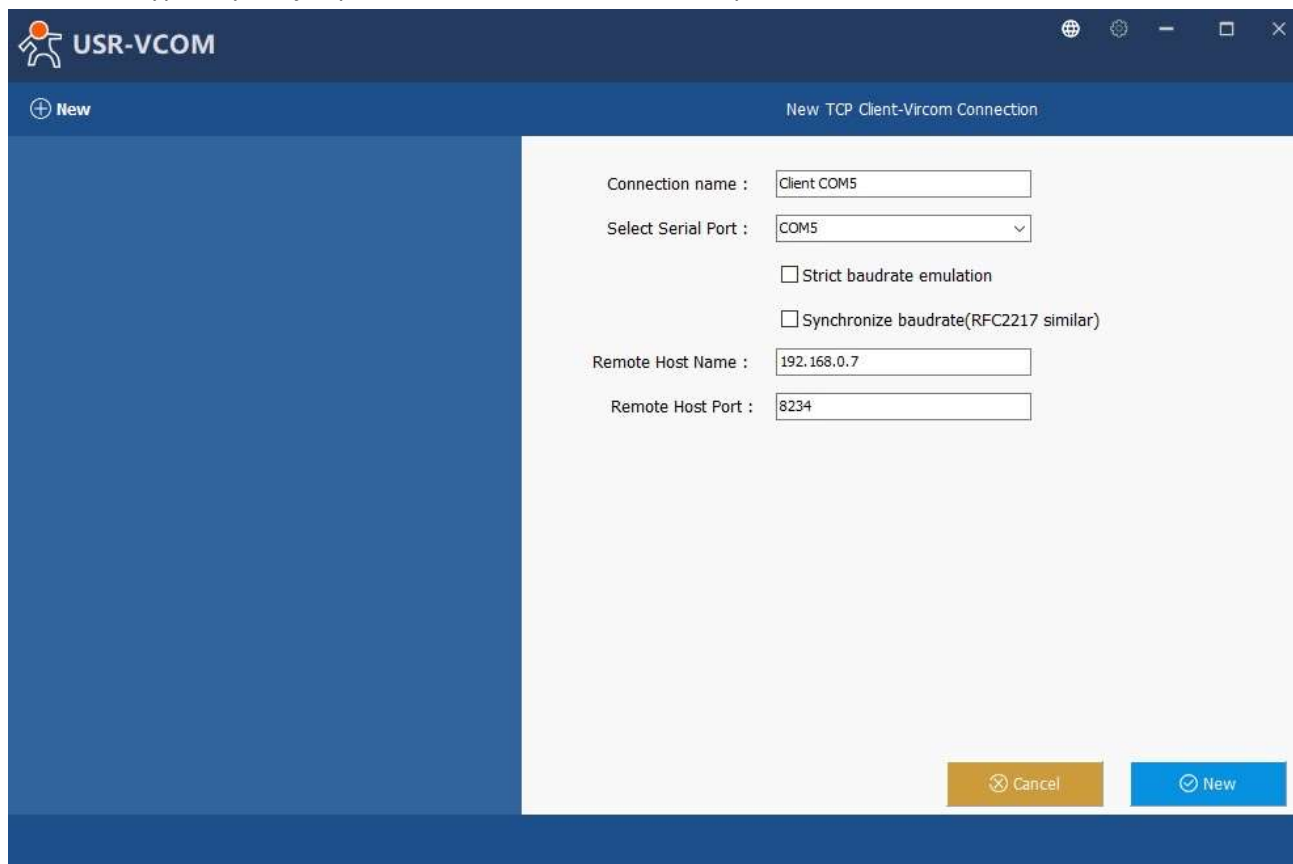 USR-VCOM
New
New TCP Client-Vircom Connection
Connection name :
Client COM5
Select Serial Port :
COM5
Strict baudrate emulation
Synchronize baudrate(RFC2217 similar)
Remote Host Name :
192.168.0.7
Remote Host Port :
8234
Cancel
New